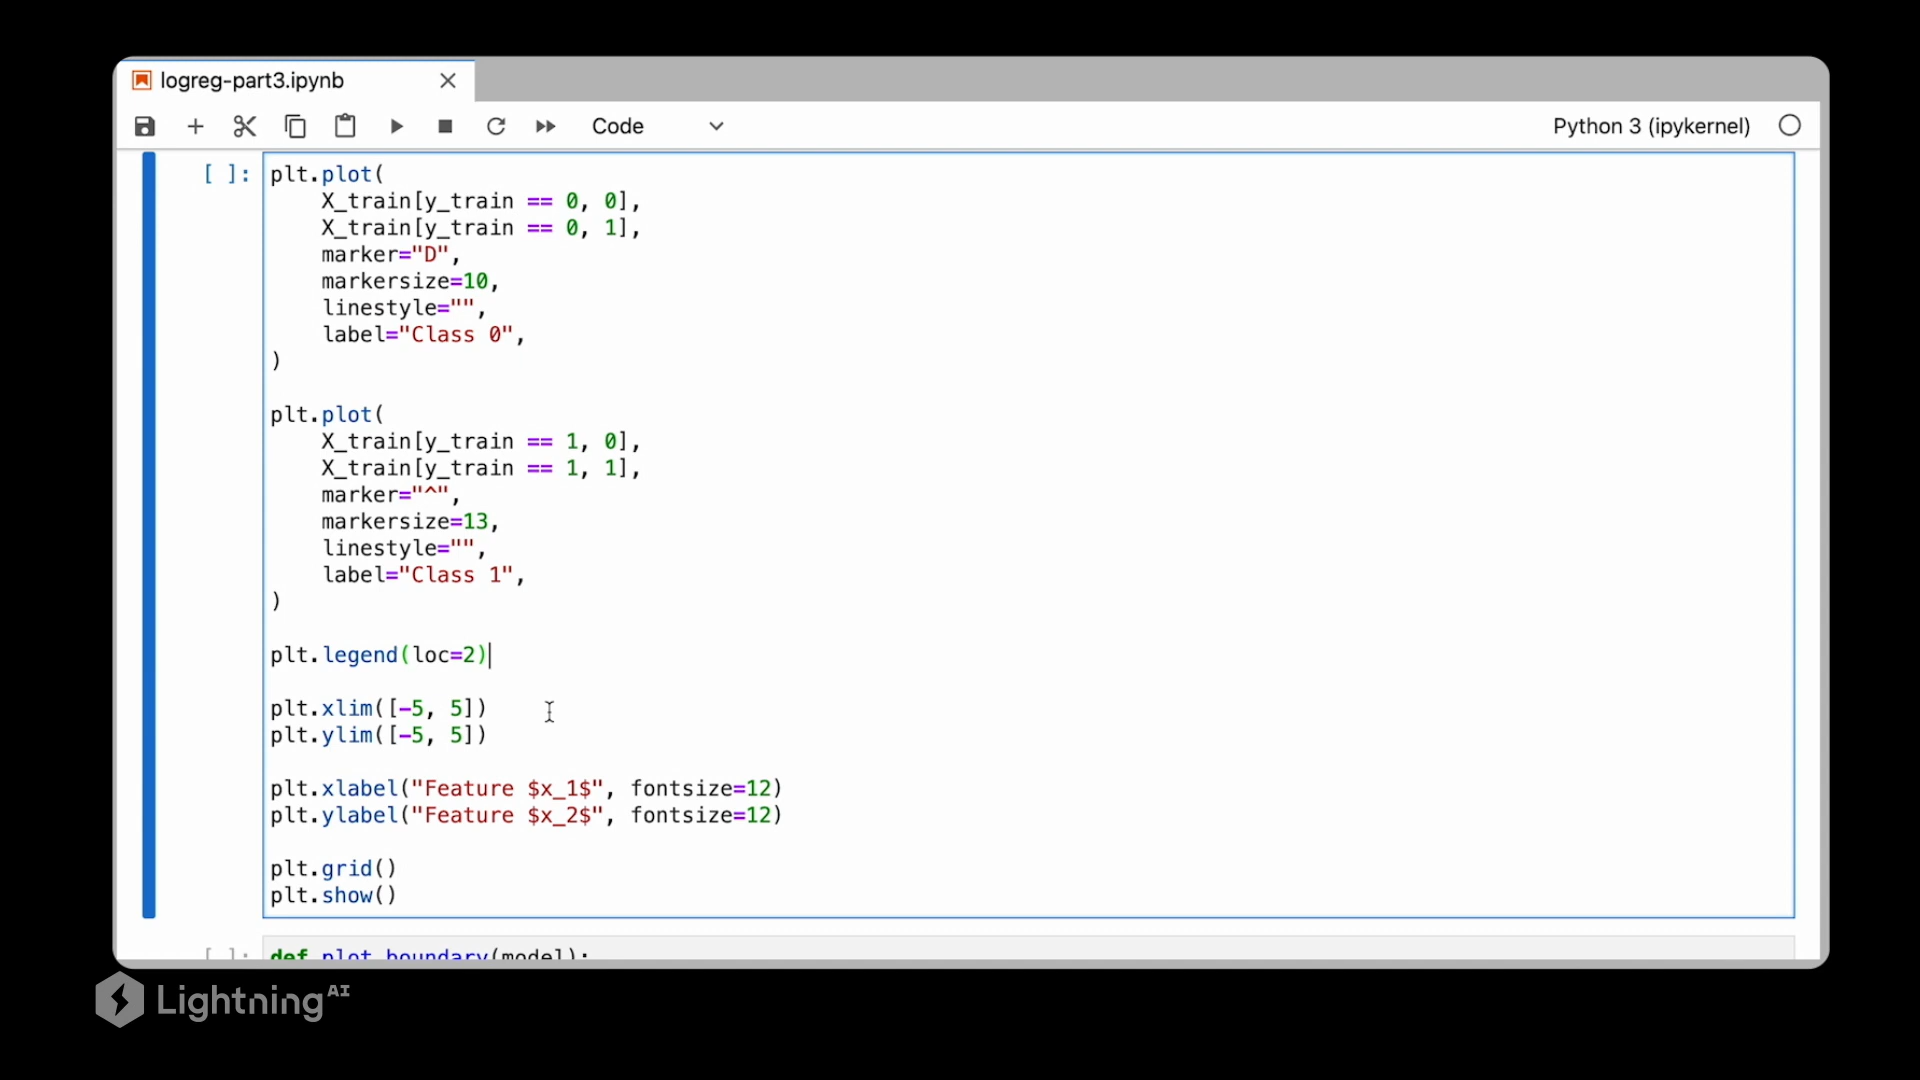 logreg-part3.ipynb
Code
Python 3 (ipykernel)
[ ]:
plt.plot(
    X_train[y_train == 0, 0],
    X_train[y_train == 0, 1],
    marker="D",
    markersize=10,
    linestyle="",
    label="Class 0",
)
plt.plot(
    X_train[y_train == 1, 0],
    X_train[y_train == 1, 1],
    marker="^",
    markersize=13,
    linestyle="",
    label="Class 1",
)
plt.legend(loc=2)
plt.xlim([-5, 5])
plt.ylim([-5, 5])
plt.xlabel("Feature $x_1$", fontsize=12)
plt.ylabel("Feature $x_2$", fontsize=12)
plt.grid()
plt.show()
[ ]:
def plot_boundary(model):
Lightning AI